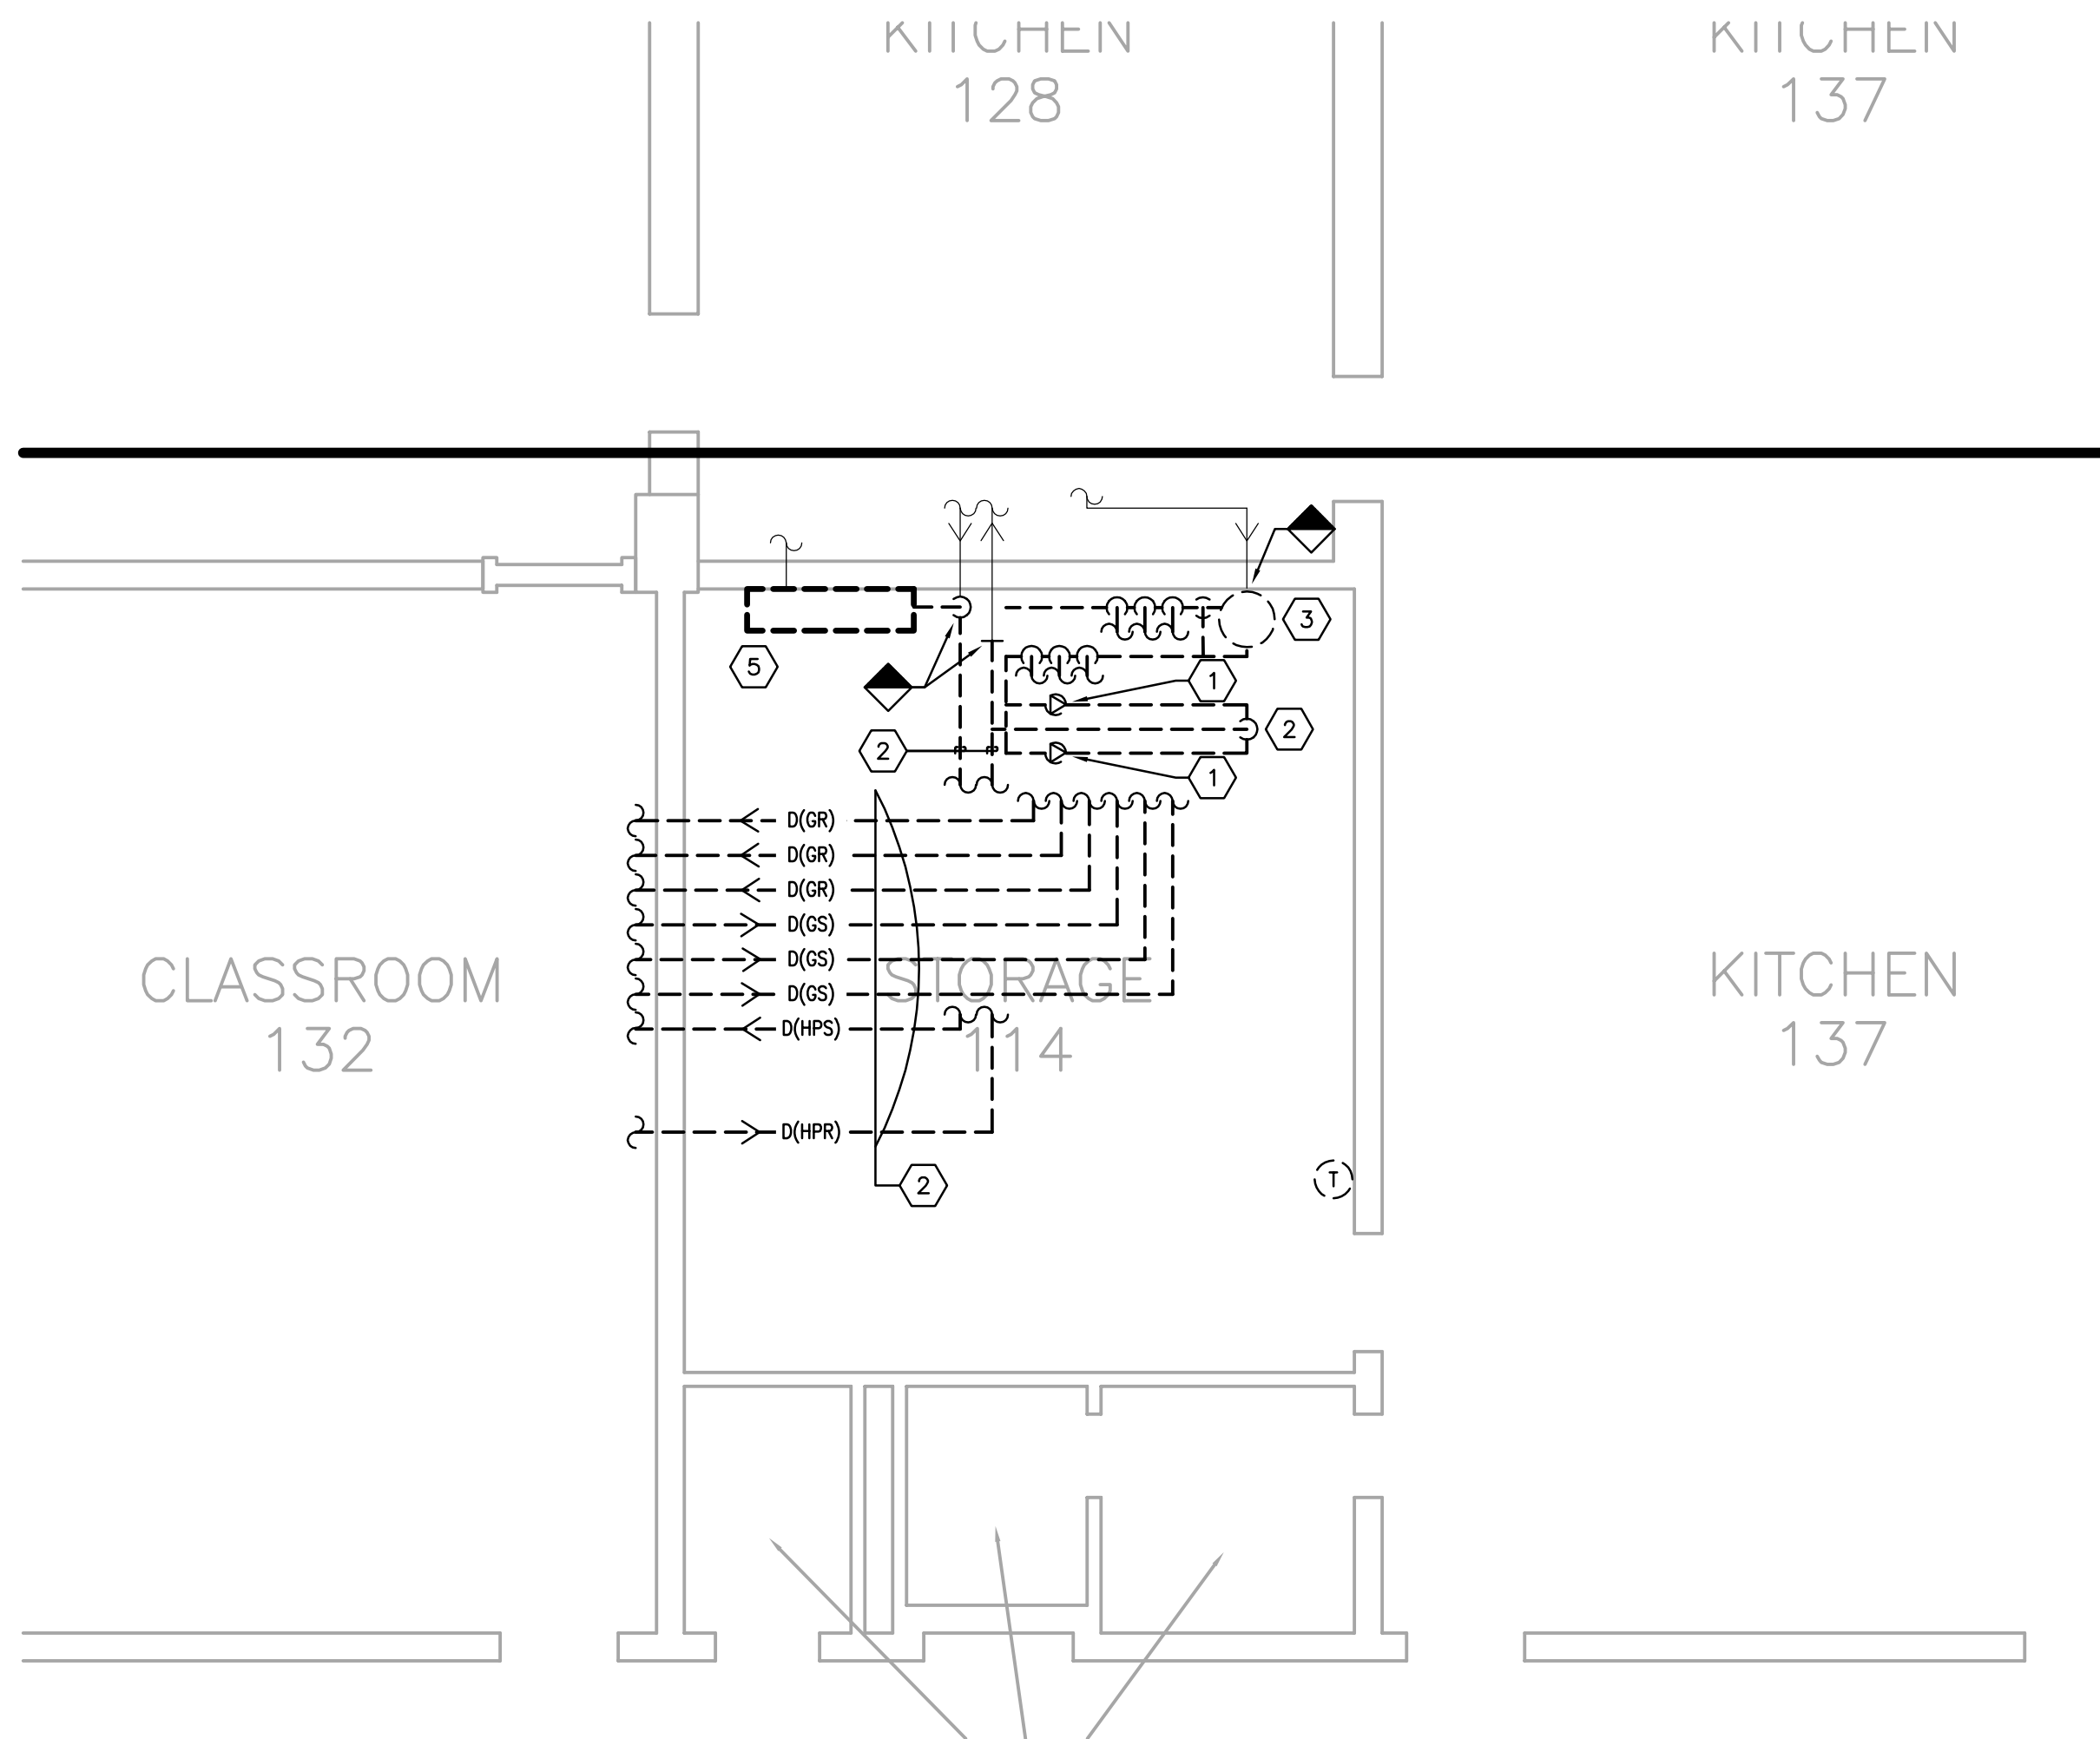 KITCHEN
128
KITCHEN
137
3
5
1
2
2
1
D(GR)
D(GR)
D(GR)
D(GS)
D(GS)
D(GS)
D(HPS)
D(HPR)
CLASSROOM
132
STORAGE
114
KITCHEN
137
T
2